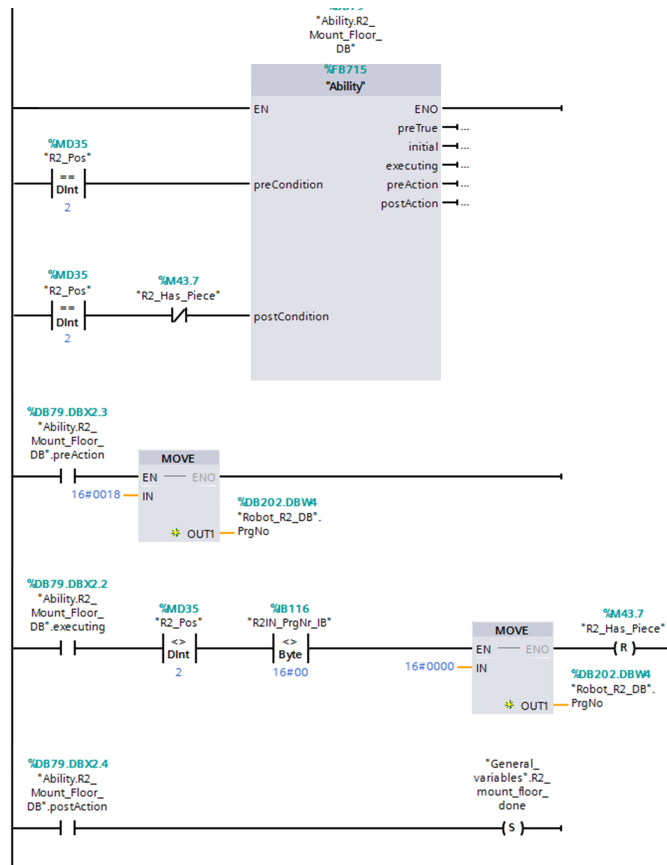 "Ability.R2_
Mount_Floor_
DB"
%FB715
"Ability"
EN
ENO
preTrue
...
initial
...
executing
...
preAction
...
postAction
...
%MD35
"R2_Pos"
==
DInt
2
preCondition
%MD35
"R2_Pos"
==
DInt
2
%M43.7
"R2_Has_Piece"
postCondition
%DB79.DBX2.3
"Ability.R2_
Mount_Floor_
DB".preAction
MOVE
EN
ENO
16#0018
IN
OUT1
%DB202.DBW4
"Robot_R2_DB".
PrgNo
%DB79.DBX2.2
"Ability.R2_
Mount_Floor_
DB".executing
%MD35
"R2_Pos"
<>
DInt
2
%IB116
"R2IN_PrgNr_IB"
<>
Byte
16#00
MOVE
EN
ENO
16#0000
IN
OUT1
%M43.7
"R2_Has_Piece"
R
%DB202.DBW4
"Robot_R2_DB".
PrgNo
%DB79.DBX2.4
"Ability.R2_
Mount_Floor_
DB".postAction
"General_
variables".R2_
mount_floor_
done
S